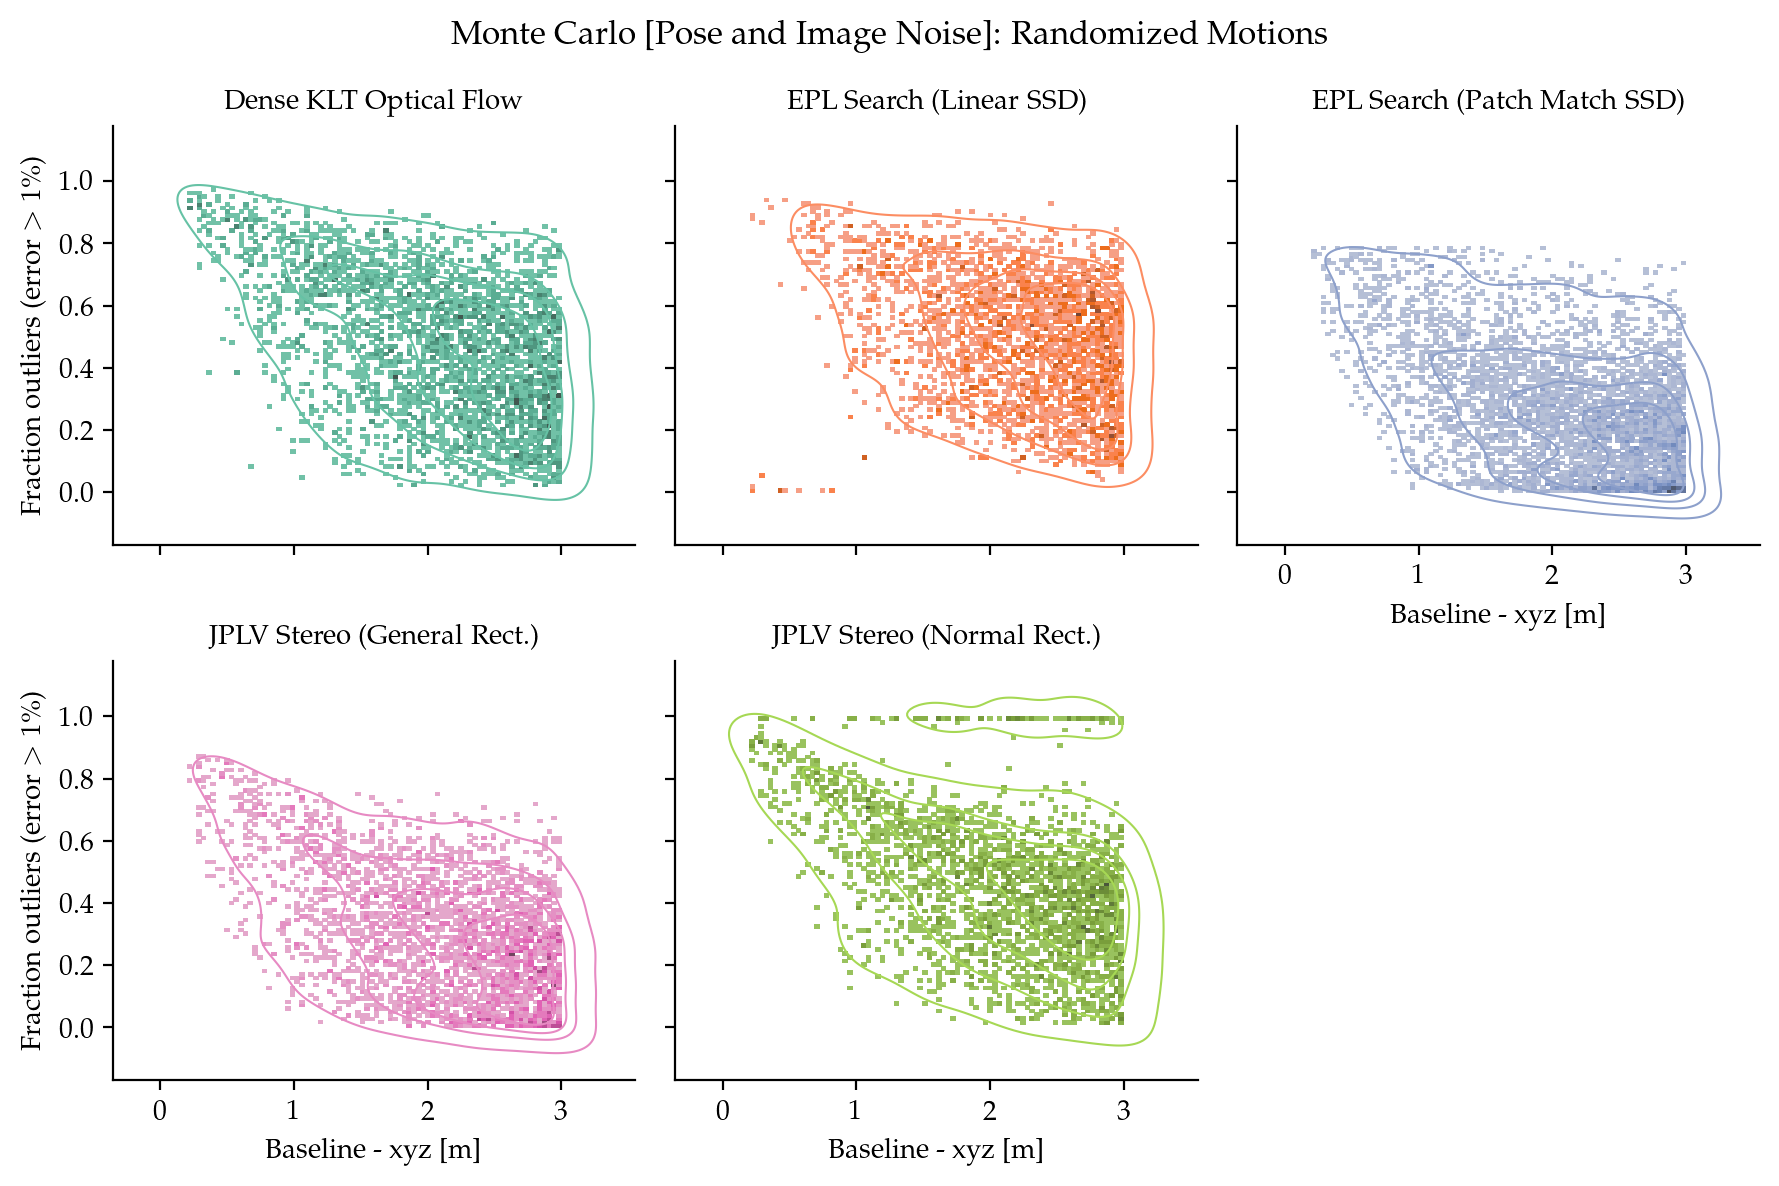 Monte Carlo [Pose and Image Noise]: Randomized Motions
Dense KLT Optical Flow
EPL Search (Linear SSD)
EPL Search (Patch Match SSD)
Fraction outliers (error > 1%)
1.0
0.8
0.6
0.4
0.2
0.0
0 1 2 3
Baseline - xyz [m]
JPLV Stereo (General Rect.)
JPLV Stereo (Normal Rect.)
Fraction outliers (error > 1%)
1.0
0.8
0.6
0.4
0.2
0.0
0 1 2 3
0 1 2 3
Baseline - xyz [m]
Baseline - xyz [m]